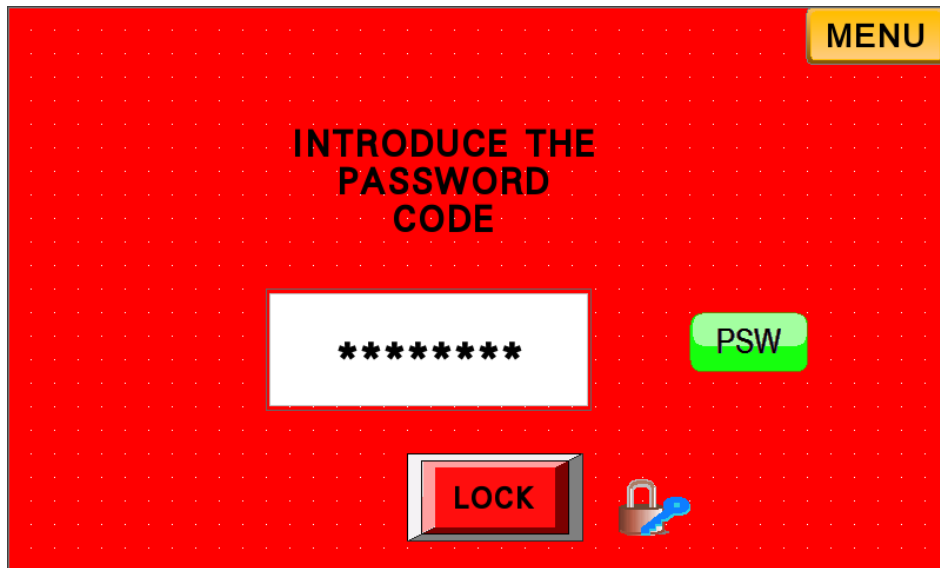 MENU
INTRODUCE THE
PASSWORD
CODE
********
PSW
LOCK